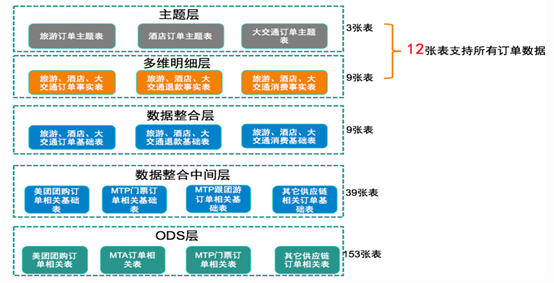 主题层
旅游订单主题表
酒店订单主题表
大交通订单主题
表
3张表
12张表支持所有订单数据
多维明细层
旅游、酒店、大
交通订单事实表
旅游、酒店、大
交通退款事实表
旅游、酒店、大
交通消费事实表
9张表
数据整合层
旅游、酒店、大
交通订单基础表
旅游、酒店、大
交通退款基础表
旅游、酒店、大
交通消费基础表
9张表
数据整合中间层
美团团购订
单相关基础
表
MTP门票订
单相关基础
表
MTP跟团游
订单相关基
础表
其它供应链
相关订单基
础表
39张表
ODS层
美团团购订
单相关表
MTA订单相
关表
MTP门票订
单相关表
其它供应链
订单相关表
153张表